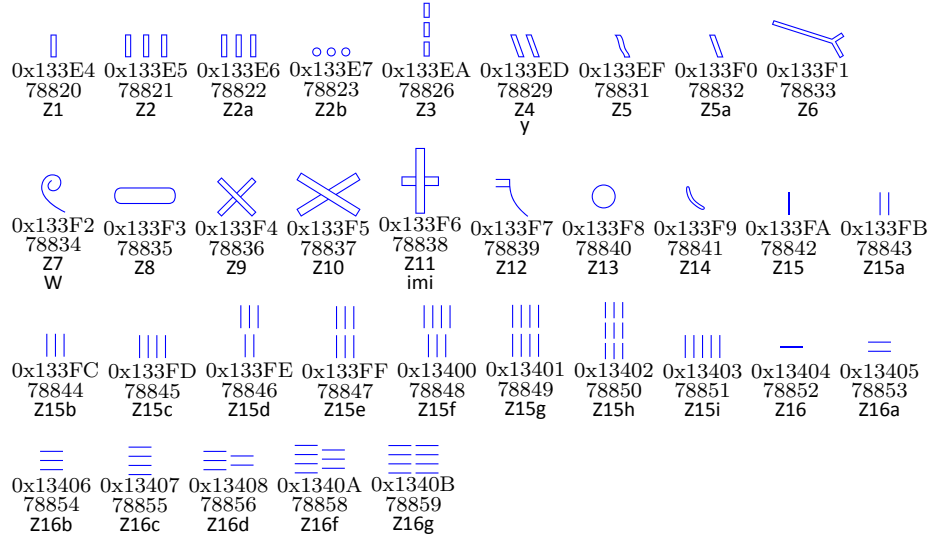 0x133E4 0x133E5 0x133E6 0x133E7 0x133EA 0x133ED 0x133EF 0x133F0 0x133F1
78820 78821 78822 78823 78826 78829 78831 78832 78833
Z1 Z2 Z2a Z2b Z3 Z4 Z5 Z5a Z6
y
0x133F2 0x133F3 0x133F4 0x133F5 0x133F6 0x133F7 0x133F8 0x133F9 0x133FA 0x133FB
78834 78835 78836 78837 78838 78839 78840 78841 78842 78843
Z7 Z8 Z9 Z10 Z11 Z12 Z13 Z14 Z15 Z15a
W imi
0x133FC 0x133FD 0x133FE 0x133FF 0x13400 0x13401 0x13402 0x13403 0x13404 0x13405
78844 78845 78846 78847 78848 78849 78850 78851 78852 78853
Z15b Z15c Z15d Z15e Z15f Z15g Z15h Z15i Z16 Z16a
0x13406 0x13407 0x13408 0x1340A 0x1340B
78854 78855 78856 78858 78859
Z16b Z16c Z16d Z16f Z16g